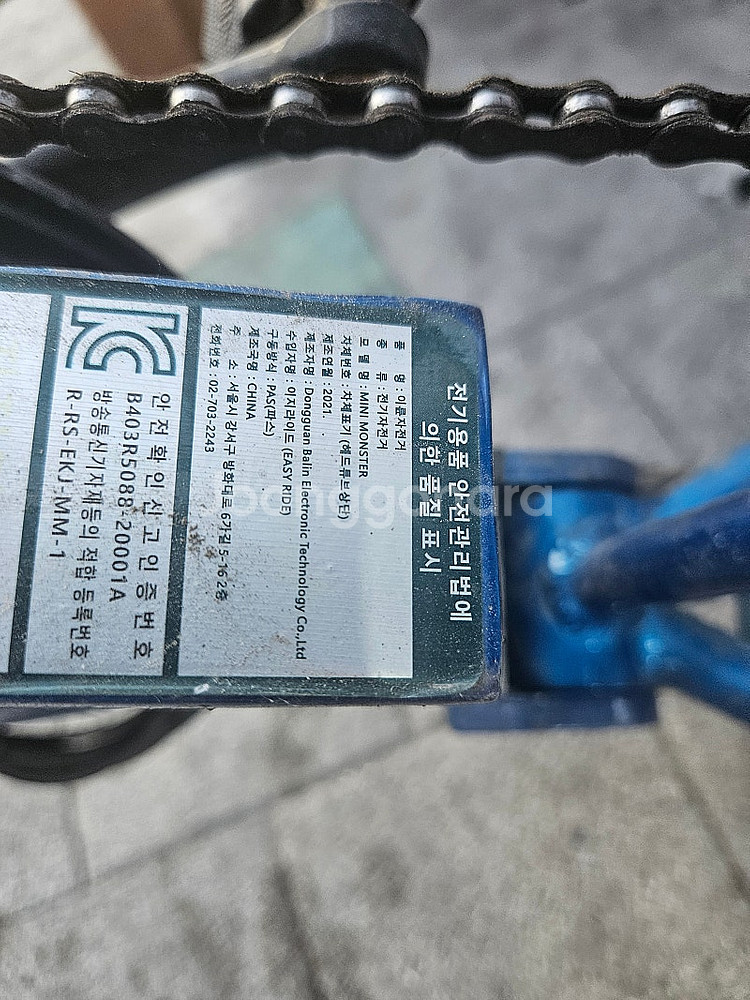 전기용품 안전관리법에
의한 품질 표시
품 명 : 이륜자전거
종 류 : 전기자전거
모 델 명 : MINI MONSTER
차체번호 : 차체표기 (헤드튜브상단)
제조연월 : 2021.
제조자명 : Dongguan Balin Electronic Technology Co.,Ltd
수입자명 : 이지라이드 (EASY RIDE)
구동방식 : PAS(파스)
제조국명 : CHINA
주 소 : 서울시 강서구 방화대로 6가길 5-16 2층
전화번호 : 02-703-2243
안전확인신고인증번호
B403R5088-20001A
방송통신기자재등의 적합 등록번호
R-RS-EKJ-MM-1